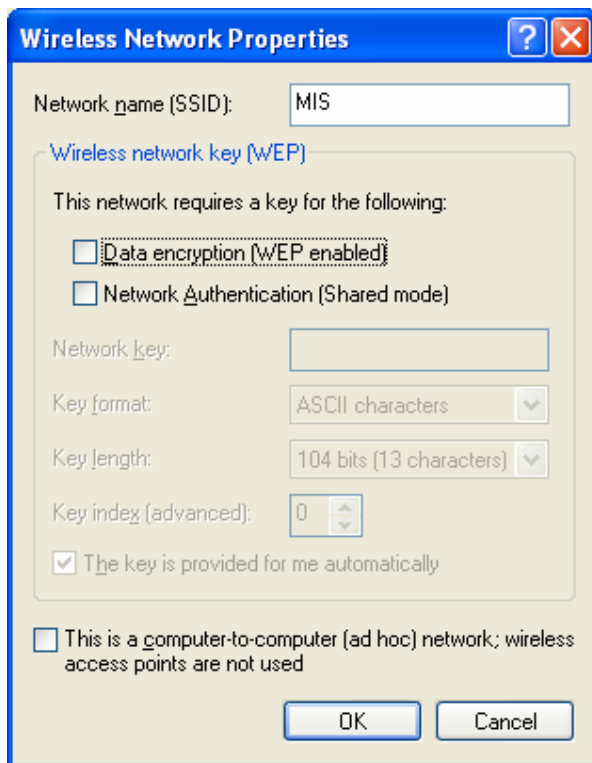 Wireless Network Properties
Network name (SSID): MIS
Wireless network key (WEP)
This network requires a key for the following:
Data encryption (WEP enabled)
Network Authentication (Shared mode)
Network key:
Key format: ASCII characters
Key length: 104 bits (13 characters)
Key index (advanced): 0
The key is provided for me automatically
This is a computer-to-computer (ad hoc) network; wireless
access points are not used
OK Cancel